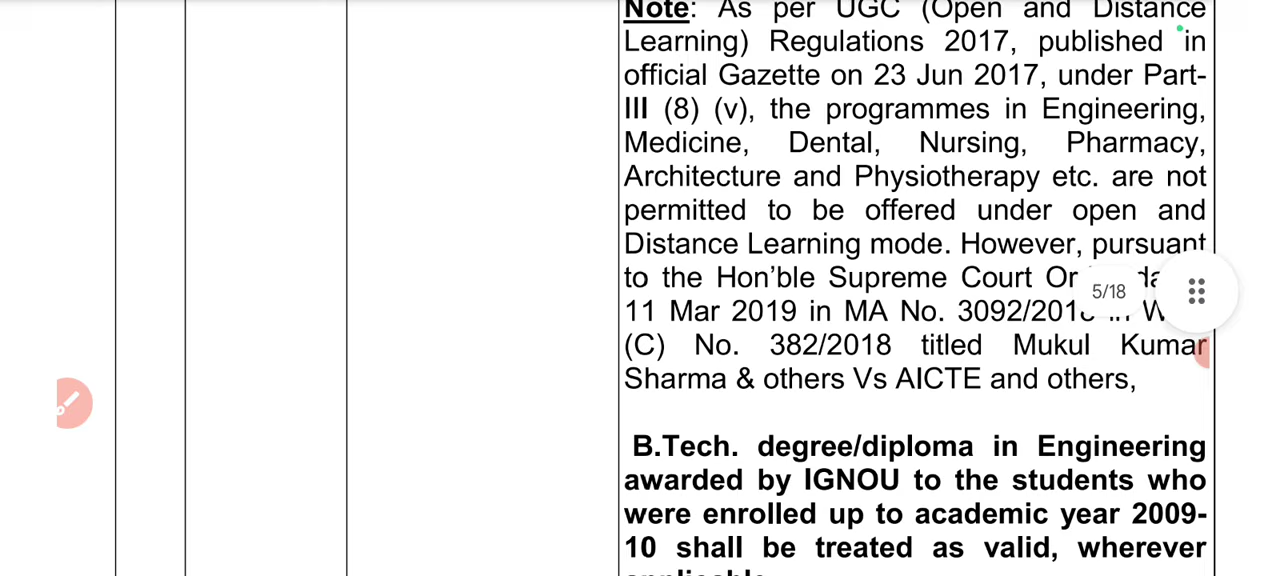 Note: As per UGC (Open and Distance
Learning) Regulations 2017, published in
official Gazette on 23 Jun 2017, under Part-
III (8) (v), the programmes in Engineering,
Medicine, Dental, Nursing, Pharmacy,
Architecture and Physiotherapy etc. are not
permitted to be offered under open and
Distance Learning mode. However, pursuant
to the Hon'ble Supreme Court
5/18
11 Mar 2019 in MA No.
(C) No. 382/2018 titled Mukul Kumar
Sharma & others Vs AICTE and others,
B.Tech. degree/diploma in Engineering
awarded by IGNOU to the students who
were enrolled up to academic year 2009-
10 shall be treated as valid, wherever